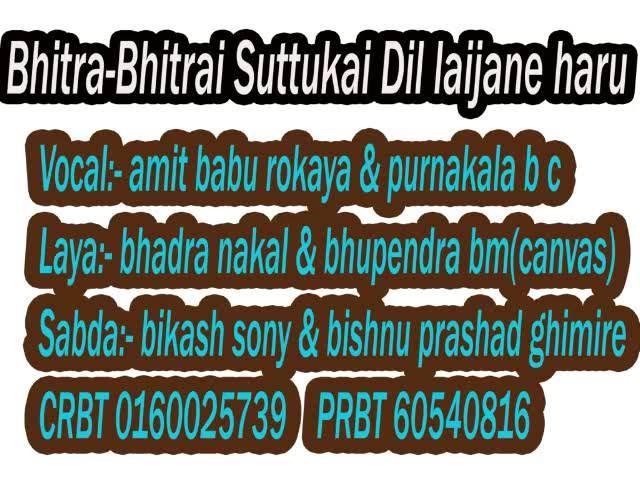 Bhitra-Bhitrai Suttukai Dil laijjane haru
Vocal:- amit babu rokaya & purnakala b c
Laya:- bhadra nakal & bhupendra bm(canvas)
Sabda:- bikash sony & bishnu prashad ghimire
CRBT 0160025739 PRBT 60540816